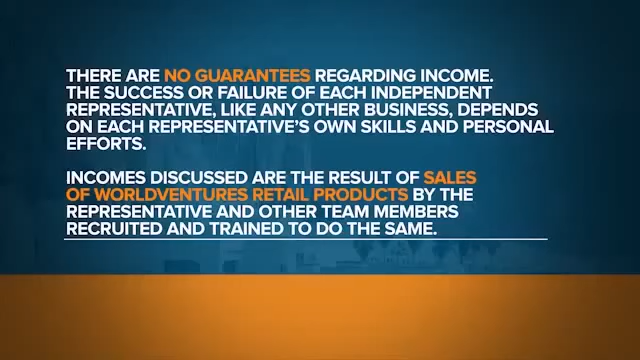 THERE ARE NO GUARANTEES REGARDING INCOME.
THE SUCCESS OR FAILURE OF EACH INDEPENDENT
REPRESENTATIVE, LIKE ANY OTHER BUSINESS, DEPENDS
ON EACH REPRESENTATIVE'S OWN SKILLS AND PERSONAL
EFFORTS.
INCOMES DISCUSSED ARE THE RESULT OF SALES
OF WORLDVENTURES RETAIL PRODUCTS BY THE
REPRESENTATIVE AND OTHER TEAM MEMBERS
RECRUITED AND TRAINED TO DO THE SAME.